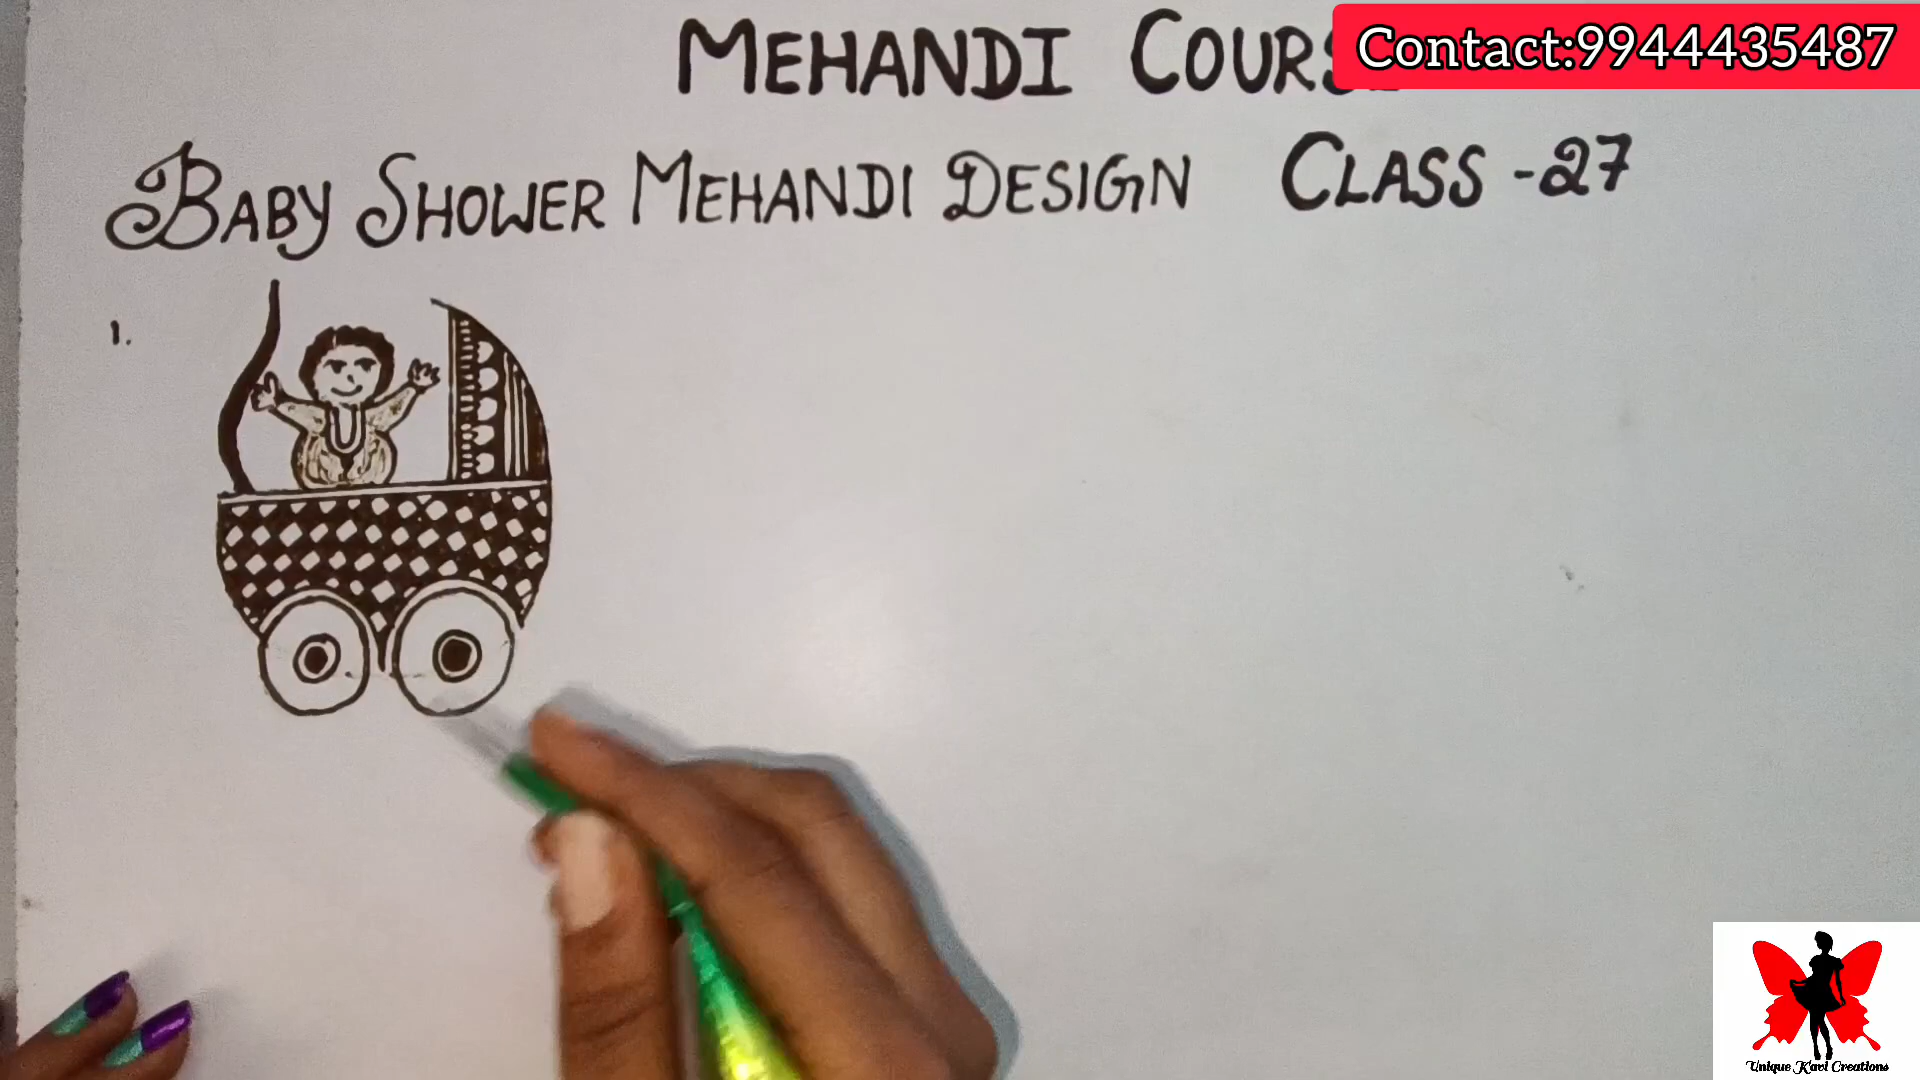 MEHANDI COURS
Contact:9944435487
BABY SHOWER MEHANDI DESIGN CLASS -27
1.
Unique Kavi Creations